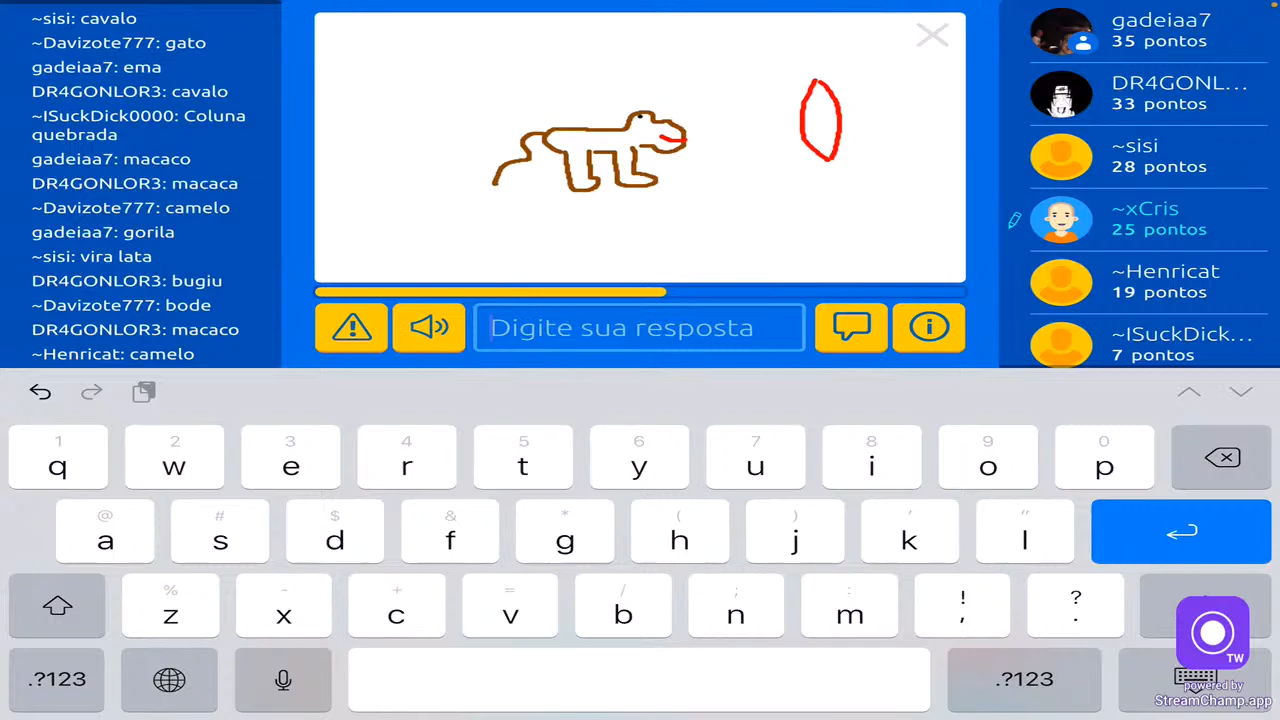 ~sisi: cavalo
~Davizote777: gato
gadeiaa7: ema
DR4GONLOR3: cavalo
~ISuckDick0000: Coluna
quebrada
gadeiaa7: macaco
DR4GONLOR3: macaca
~Davizote777: camelo
gadeiaa7: gorila
~sisi: vira lata
DR4GONLOR3: bugiu
~Davizote777: bode
DR4GONLOR3: macaco
~Henricat: camelo
Digite sua resposta
gadeiaa7
35 pontos
DR4GONL...
33 pontos
~sisi
28 pontos
~xCris
25 pontos
~Henricat
19 pontos
~ISuckDick...
7 pontos
1 2 3 4 5 6 7 8 9 0
q w e r t y u i o p
@ # $ & * ( ) ' "
a s d f g h j k l
% - + = / ; : ! ?
z x c v b n m , .
.?123 .?123
TW
powered by
StreamChamp.app